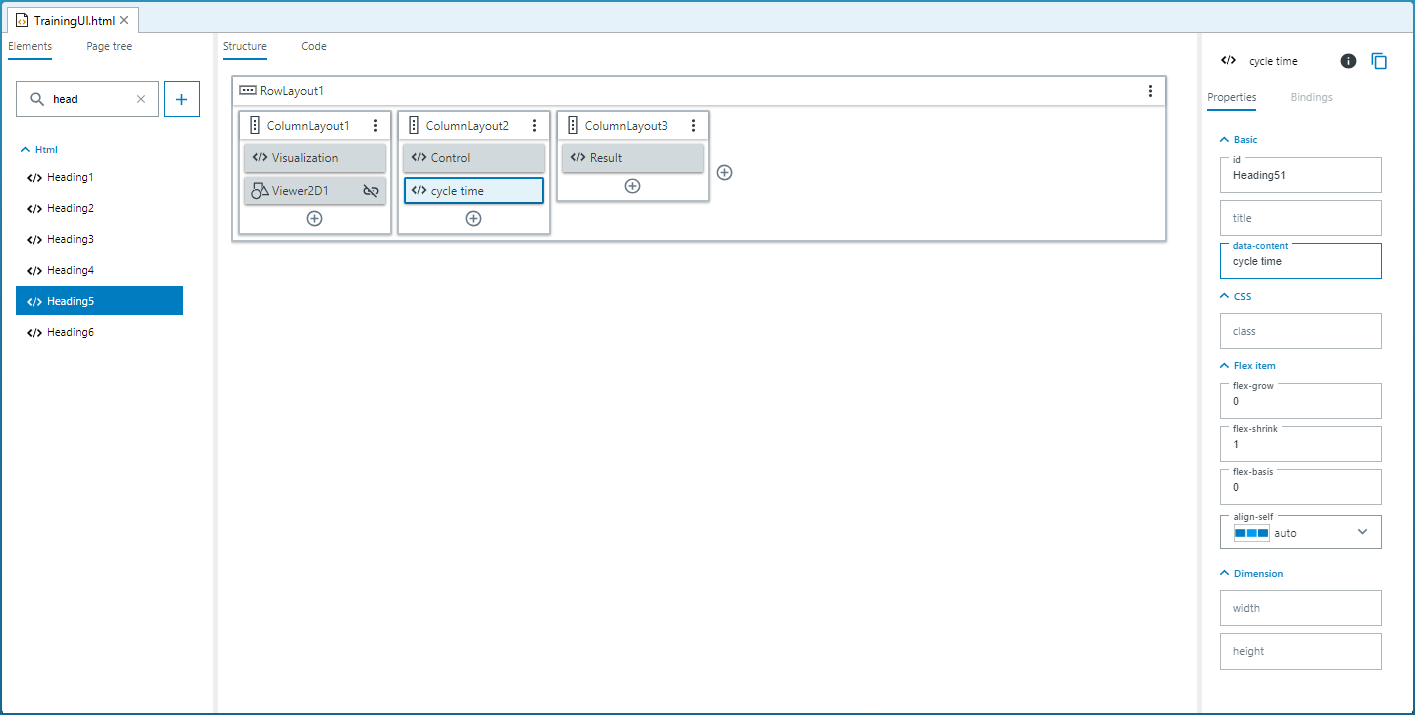 TrainingUI.html
Elements
Page tree
head
Html
Heading1
Heading2
Heading3
Heading4
Heading5
Heading6
Structure
Code
RowLayout1
ColumnLayout1
Visualization
Viewer2D1
ColumnLayout2
Control
cycle time
ColumnLayout3
Result
cycle time
Properties
Bindings
Basic
id
Heading51
title
data-content
cycle time
CSS
class
Flex item
flex-grow
0
flex-shrink
1
flex-basis
0
align-self
auto
Dimension
width
height